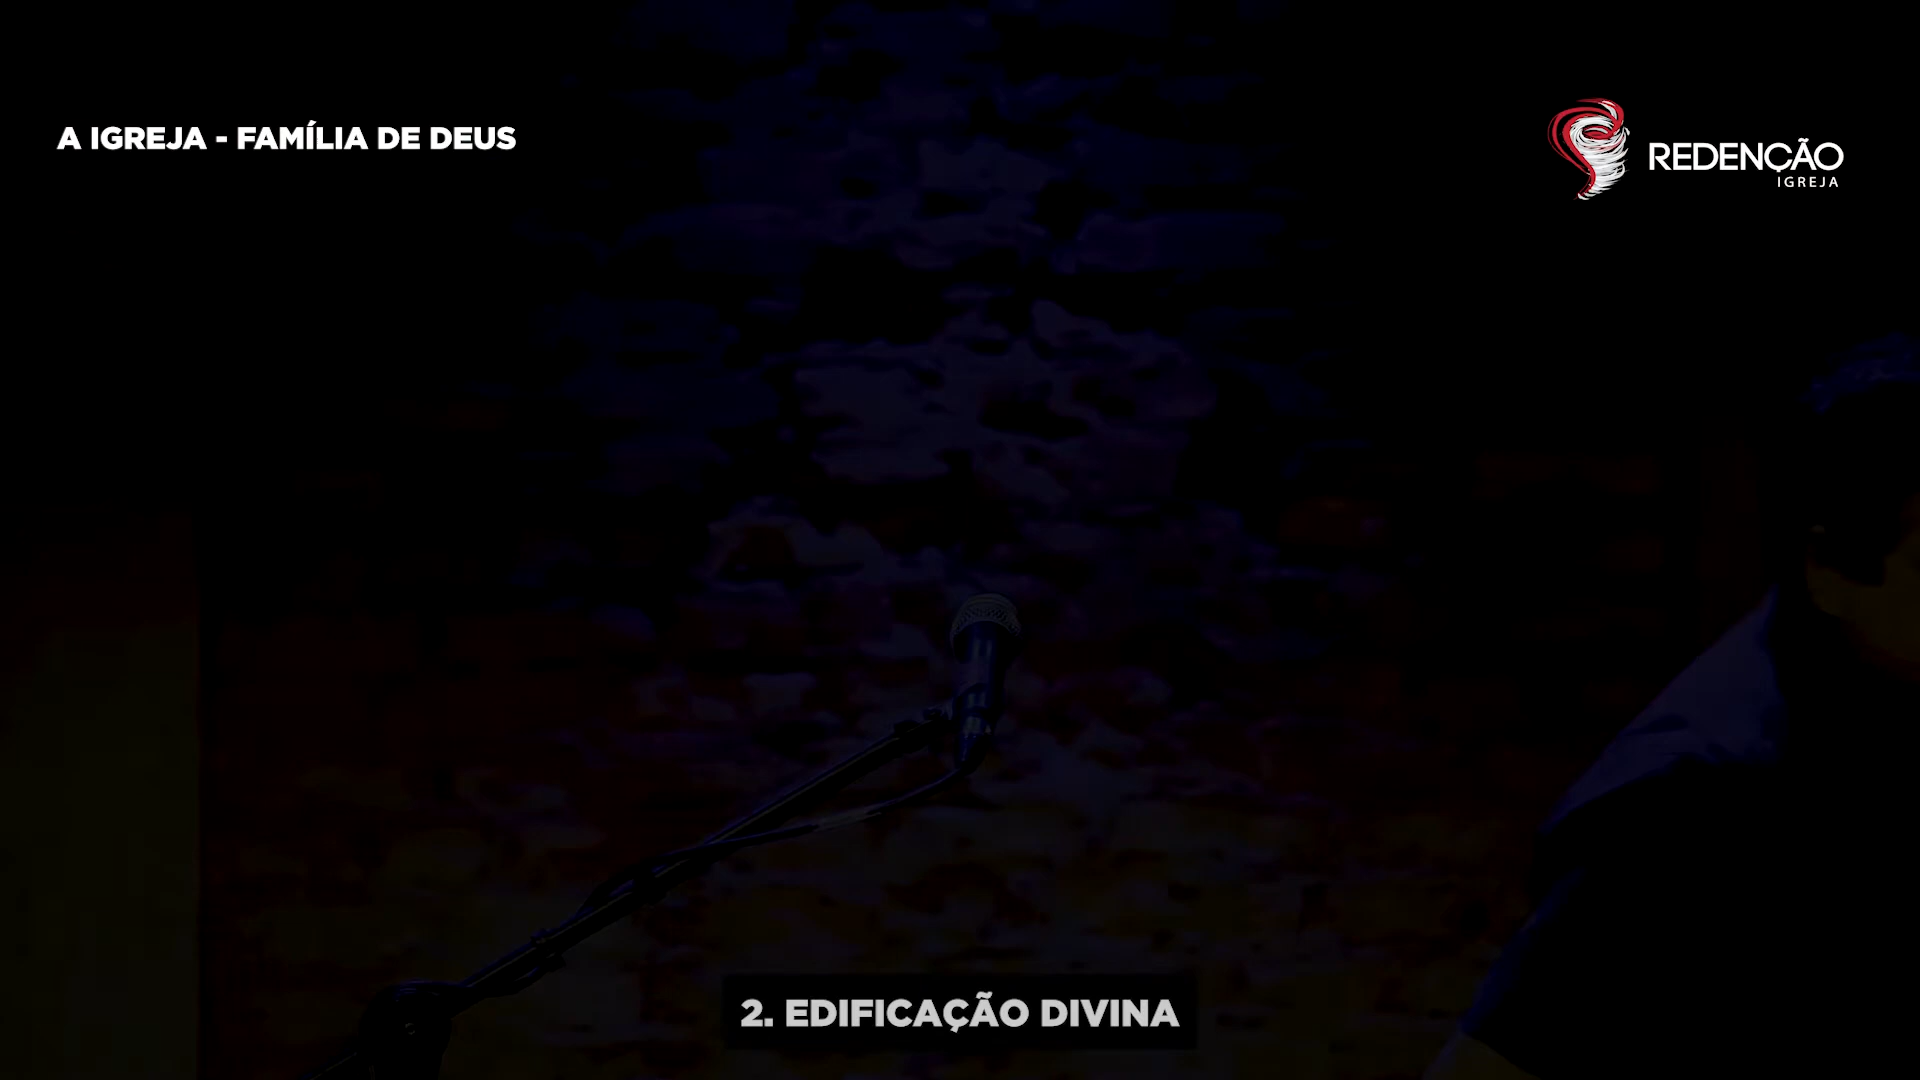 A IGREJA - FAMÍLIA DE DEUS
REDENÇÃO
IGREJA
2. EDIFICAÇÃO DIVINA